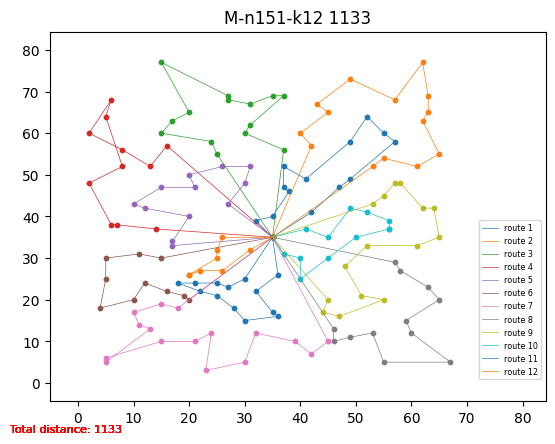 M-n151-k12 1133
80
70
60
50
40
30
20
10
0
0 10 20 30 40 50 60 70 80
route 1
route 2
route 3
route 4
route 5
route 6
route 7
route 8
route 9
route 10
route 11
route 12
Total distance: 1133